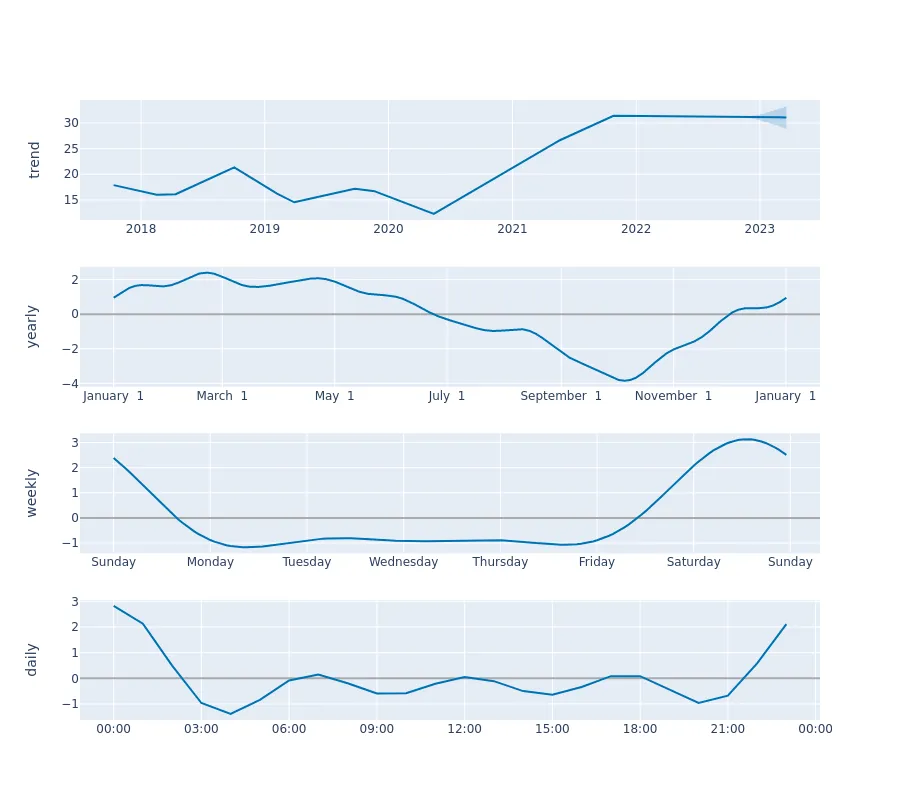 trend
30
25
20
15
2018 2019 2020 2021 2022 2023
yearly
2
0
−2
−4
January 1 March 1 May 1 July 1 September 1 November 1 January 1
weekly
3
2
1
0
−1
Sunday Monday Tuesday Wednesday Thursday Friday Saturday Sunday
daily
3
2
1
0
−1
00:00 03:00 06:00 09:00 12:00 15:00 18:00 21:00 00:00